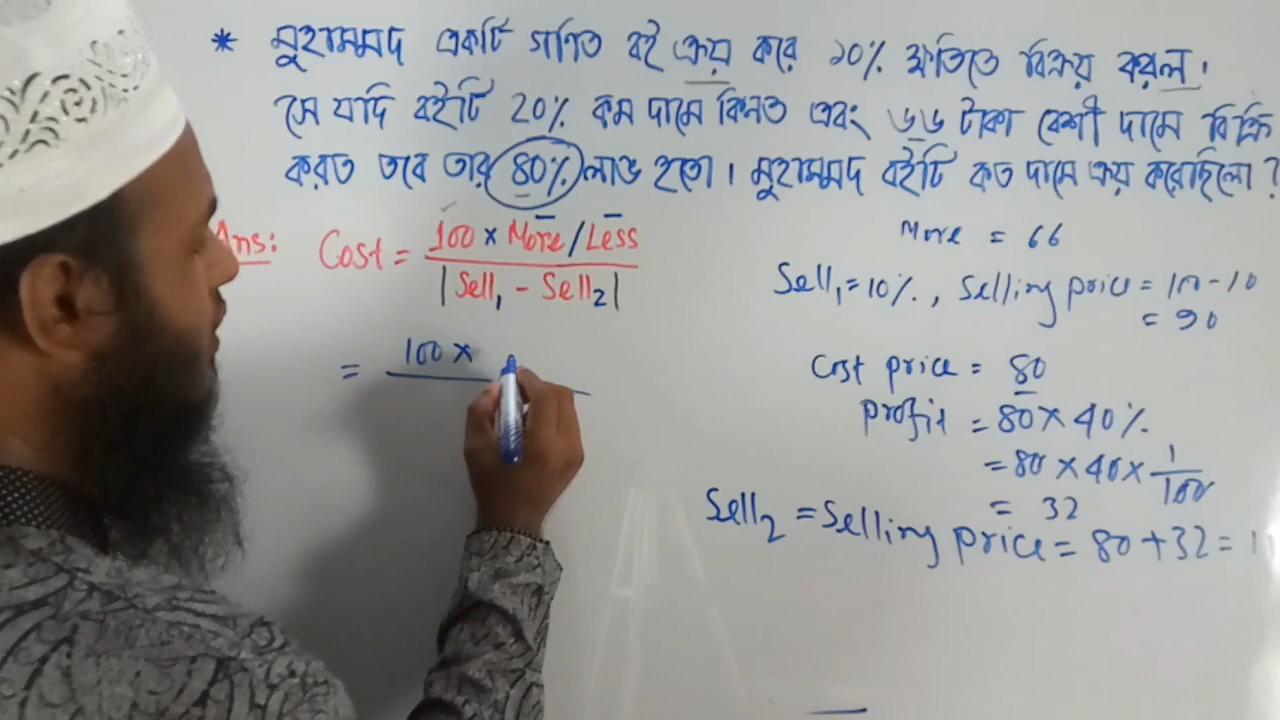 * মুহাম্মদ একটি গণিত বই ক্রয় করে ১০% ক্ষতিতে বিক্রয় করল।
সে যদি বইটি 20% কম দামে কিনত এবং ৬৬ টাকা বেশী দামে বিক্রি
করত তবে তার 80% লাভ হতো। মুহাম্মদ বইটি কত দামে ক্রয় করেছিলো?
Ans: Cost = 100 × More/Less
|Sell₁ - Sell₂|
= 100 ×
More = 66
Sell₁ = 10%, Selling price = 100 - 10
= 90
Cost price = 80
Profit = 80 × 40%
= 80 × 40 × 1/100
= 32
Sell₂ = Selling price = 80 + 32 = 1